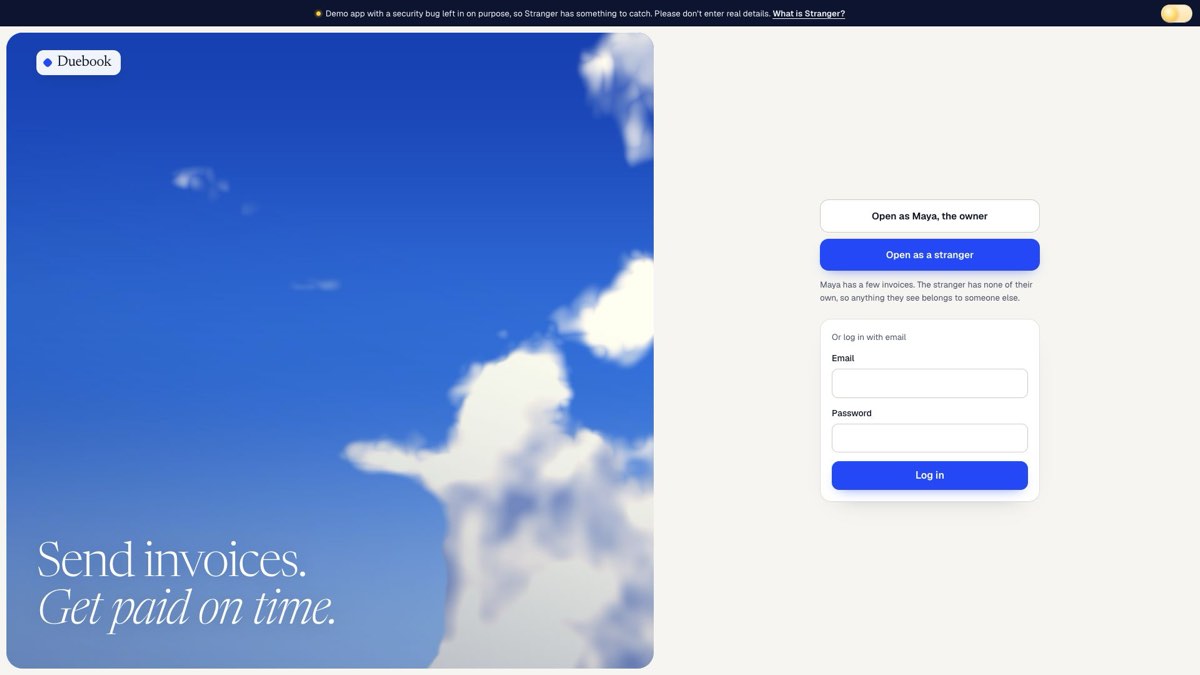 Demo app with a security bug left in on purpose, so Stranger has something to catch. Please don't enter real details. What is Stranger?
Duebook
Send invoices.
Get paid on time.
Open as Maya, the owner
Open as a stranger
Maya has a few invoices. The stranger has none of their
own, so anything they see belongs to someone else.
Or log in with email
Email
Password
Log in